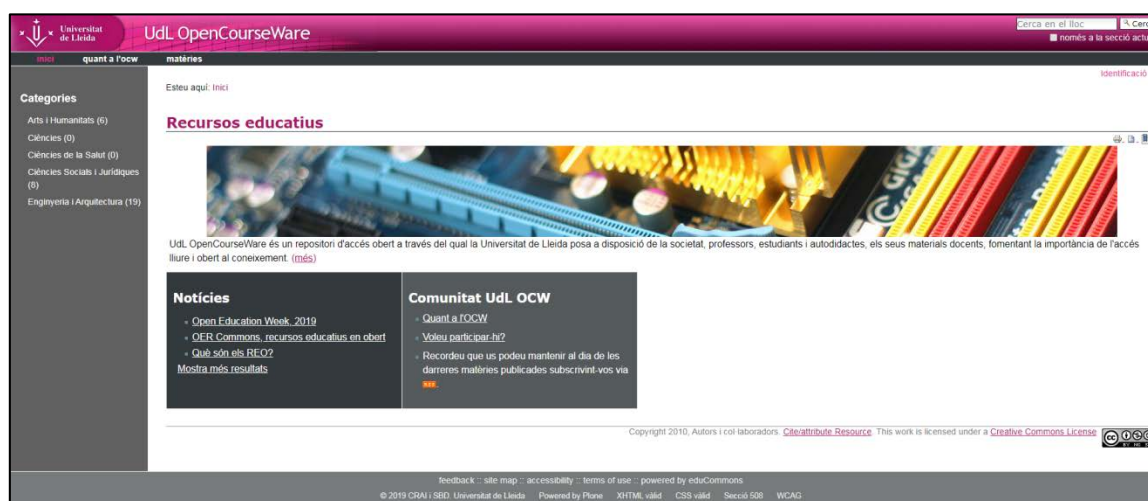 Universitat
de Lleida
UdL OpenCourseWare
Cerca en el lloc
Cerc
només a la secció actu
inici quant a l'ocw matèries
Identificació
Categories
Arts i Humanitats (6)
Ciències (0)
Ciències de la Salut (0)
Ciències Socials i Jurídiques
(8)
Enginyeria i Arquitectura (19)
Esteu aquí: Inici
Recursos educatius
GIGA
UdL OpenCourseWare és un repositori d'accés obert a través del qual la Universitat de Lleida posa a disposició de la societat, professors, estudiants i autodidactes, els seus materials docents, fomentant la importància de l'accés
lliure i obert al coneixement. (més)
Notícies
Open Education Week, 2019
OER Commons, recursos educatius en obert
Què són els REO?
Mostra més resultats
Comunitat UdL OCW
Quant a l'OCW
Voleu participar-hi?
Recordeu que us podeu mantenir al dia de les
darreres matèries publicades subscrivint-vos via
RSS.
Copyright 2010, Autors i col·laboradors. Cite/attribute Resource. This work is licensed under a Creative Commons License
BY NC SA
feedback :: site map :: accessibility :: terms of use :: powered by eduCommons
© 2019 CRAI i SBD. Universitat de Lleida Powered by Plone XHTML vàlid CSS vàlid Secció 508 WCAG